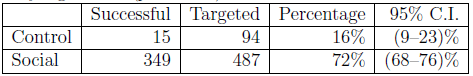 Successful Targeted Percentage 95% C.I.
Control 15 94 16% (9–23)%
Social 349 487 72% (68–76)%